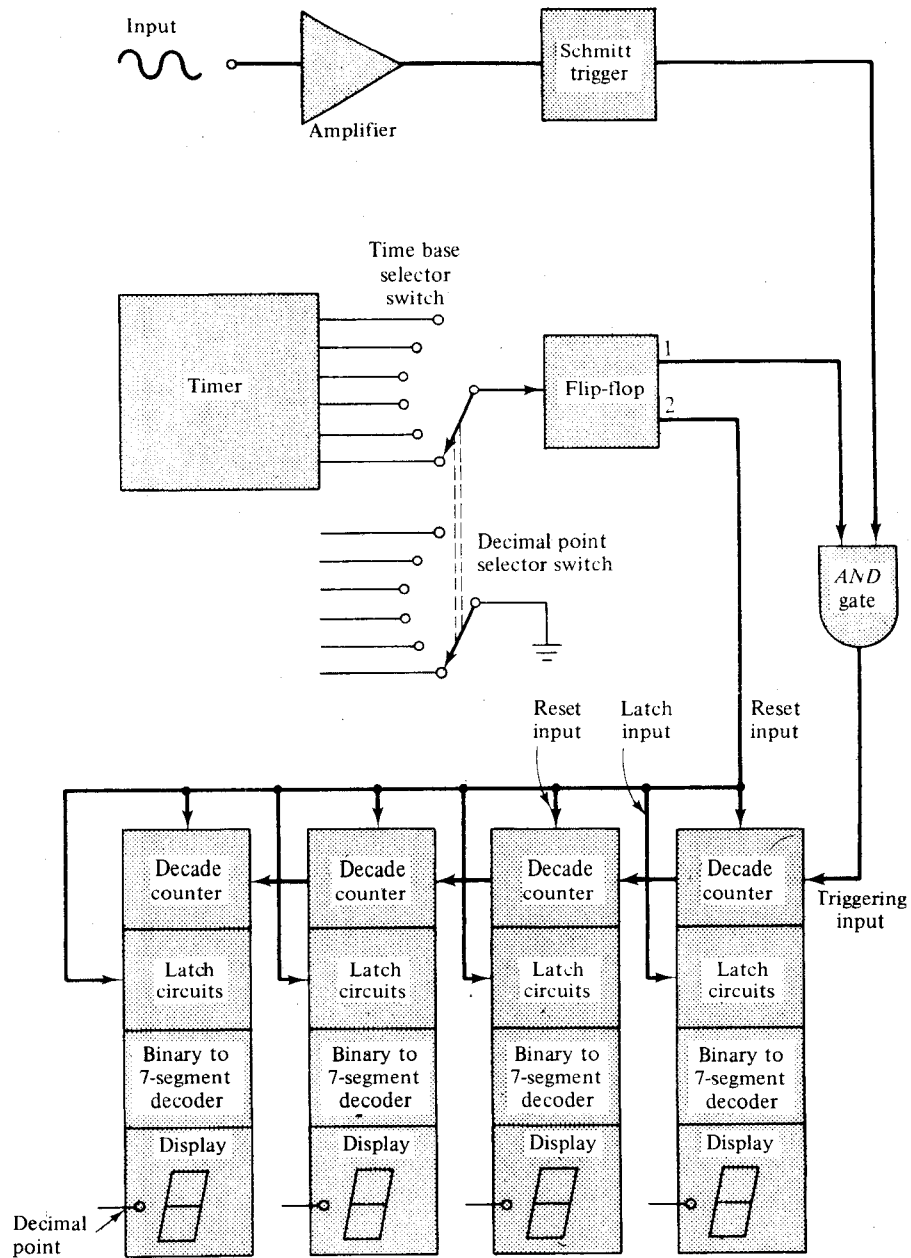 Input
Amplifier
Schmitt
trigger
Time base
selector
switch
Timer
Flip-flop
1
2
Decimal point
selector switch
AND
gate
Reset
input
Latch
input
Reset
input
Decade
counter
Decade
counter
Decade
counter
Decade
counter
Triggering
input
Latch
circuits
Latch
circuits
Latch
circuits
Latch
circuits
Binary to
7-segment
decoder
Binary to
7-segment
decoder
Binary to
7-segment
decoder
Binary to
7-segment
decoder
Display
Display
Display
Display
Decimal
point